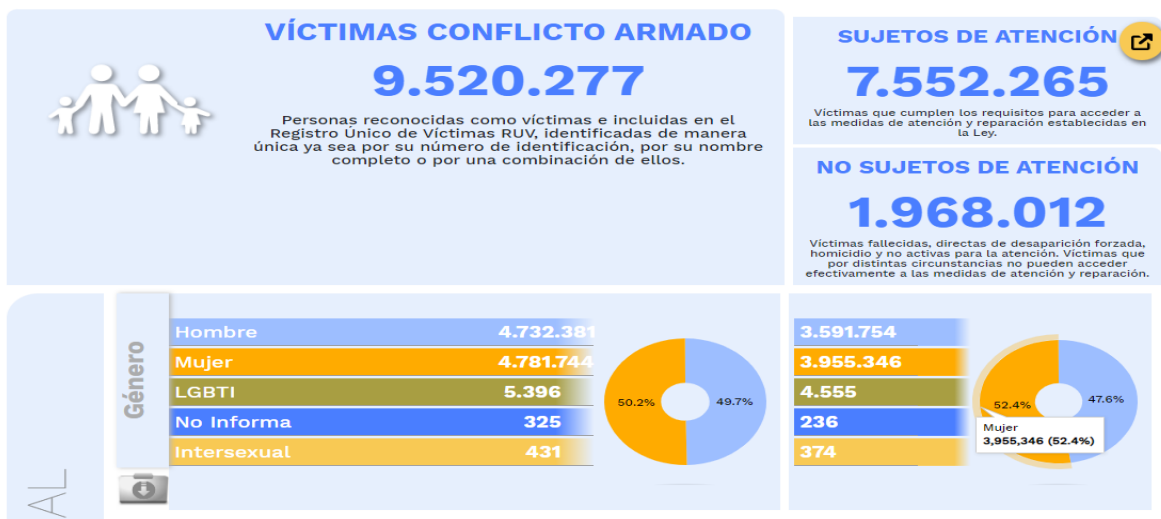 VÍCTIMAS CONFLICTO ARMADO
9.520.277
Personas reconocidas como víctimas e incluidas en el
Registro Único de Víctimas RUV, identificadas de manera
única ya sea por su número de identificación, por su nombre
completo o por una combinación de ellos.
SUJETOS DE ATENCIÓN
7.552.265
Víctimas que cumplen los requisitos para acceder a
las medidas de atención y reparación establecidas en
la Ley.
NO SUJETOS DE ATENCIÓN
1.968.012
Víctimas fallecidas, directas de desaparición forzada,
homicidio y no activas para la atención. Víctimas que
por distintas circunstancias no pueden acceder
efectivamente a las medidas de atención y reparación.
Género
Hombre 4.732.381
Mujer 4.781.744
LGBTI 5.396
No Informa 325
Intersexual 431
50.2% 49.7%
3.591.754
3.955.346
4.555
236
374
52.4% 47.6%
Mujer
3,955,346 (52.4%)
AL